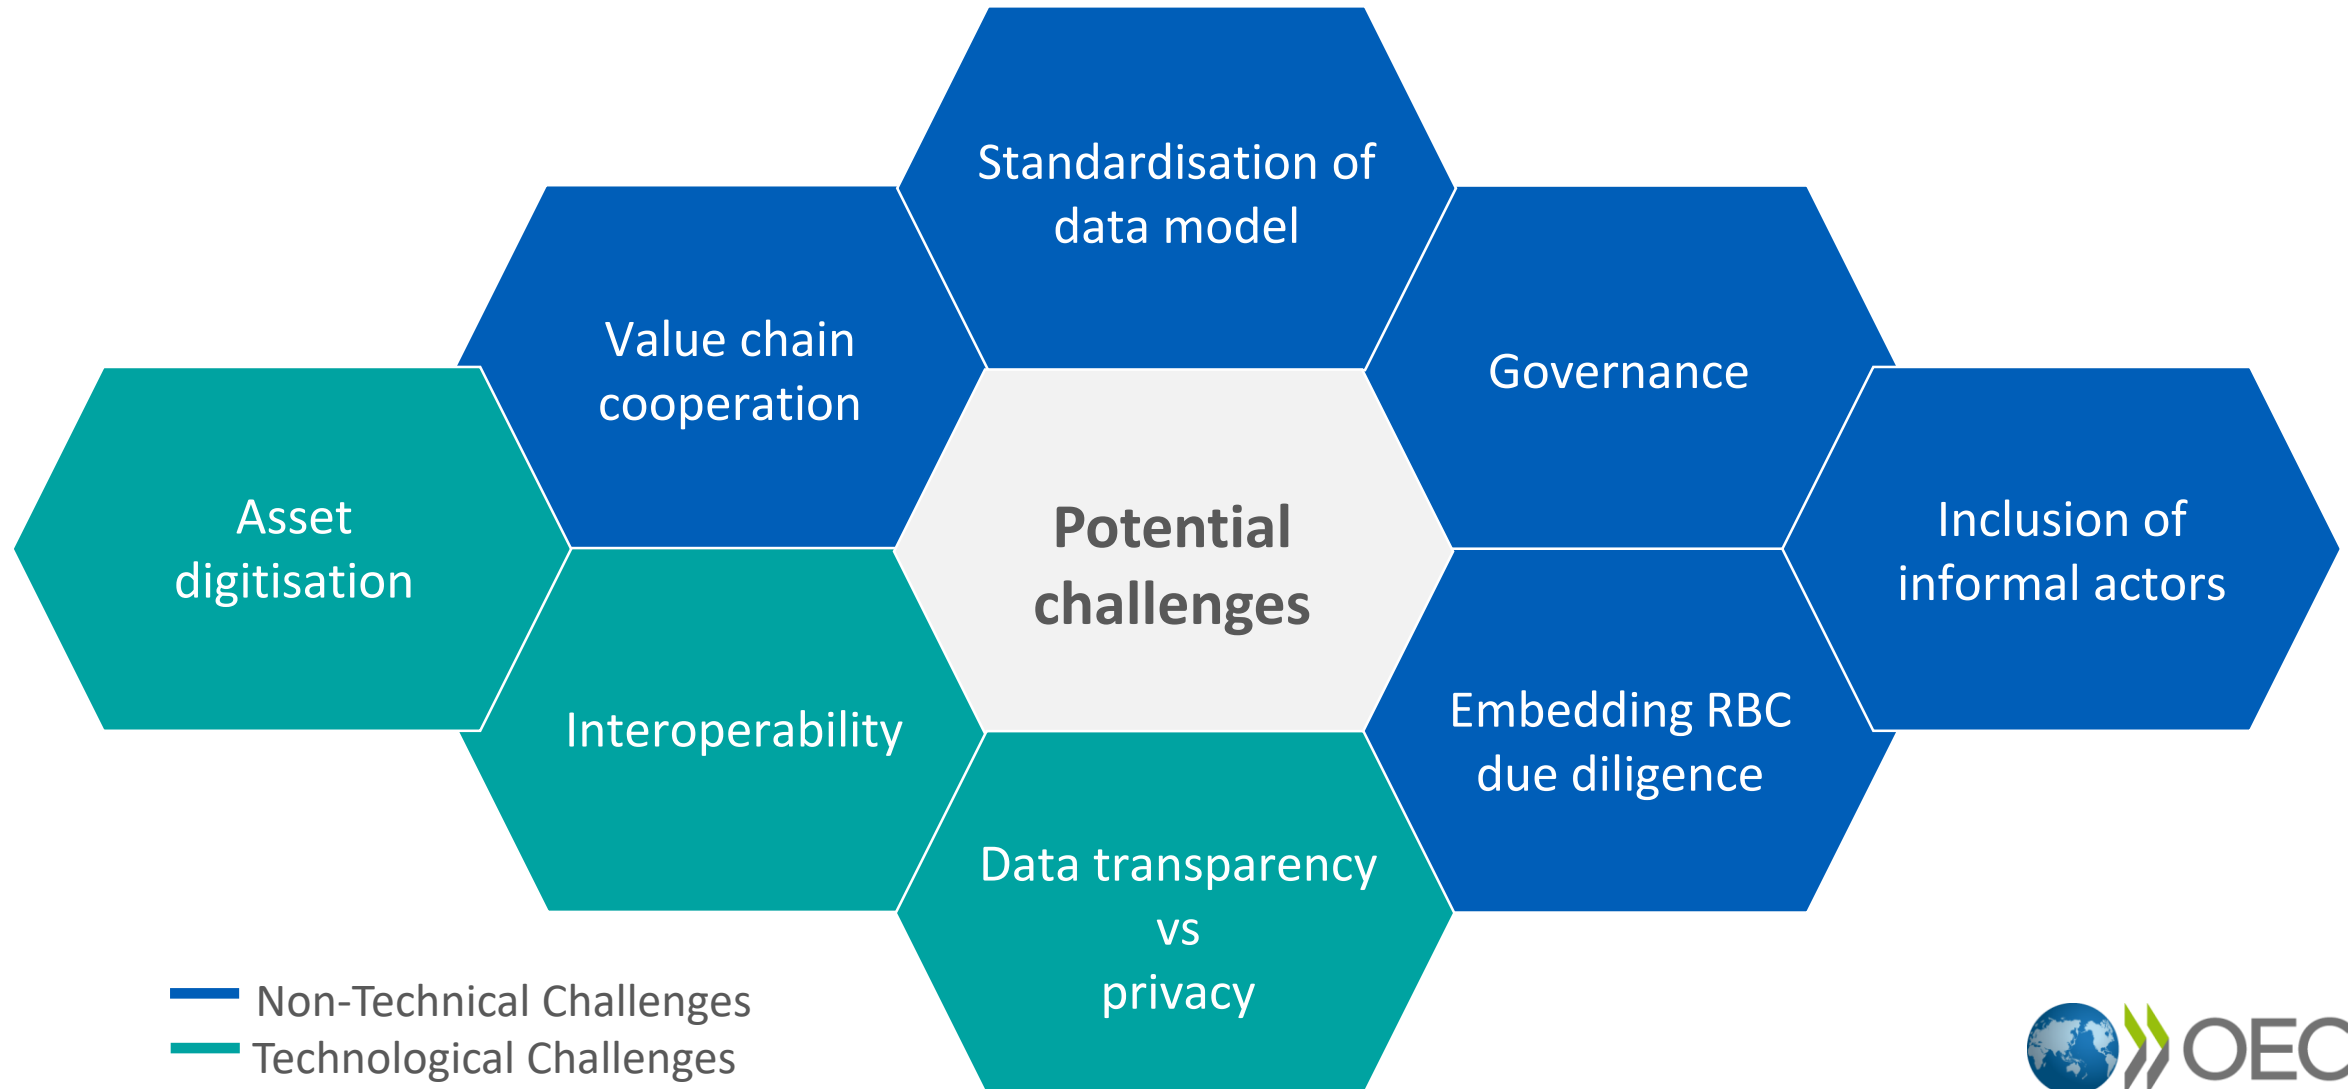 Standardisation of
data model
Value chain
cooperation
Governance
Asset
digitisation
Potential
challenges
Inclusion of
informal actors
Interoperability
Embedding RBC
due diligence
Data transparency
vs
privacy
Non-Technical Challenges
Technological Challenges
OEC